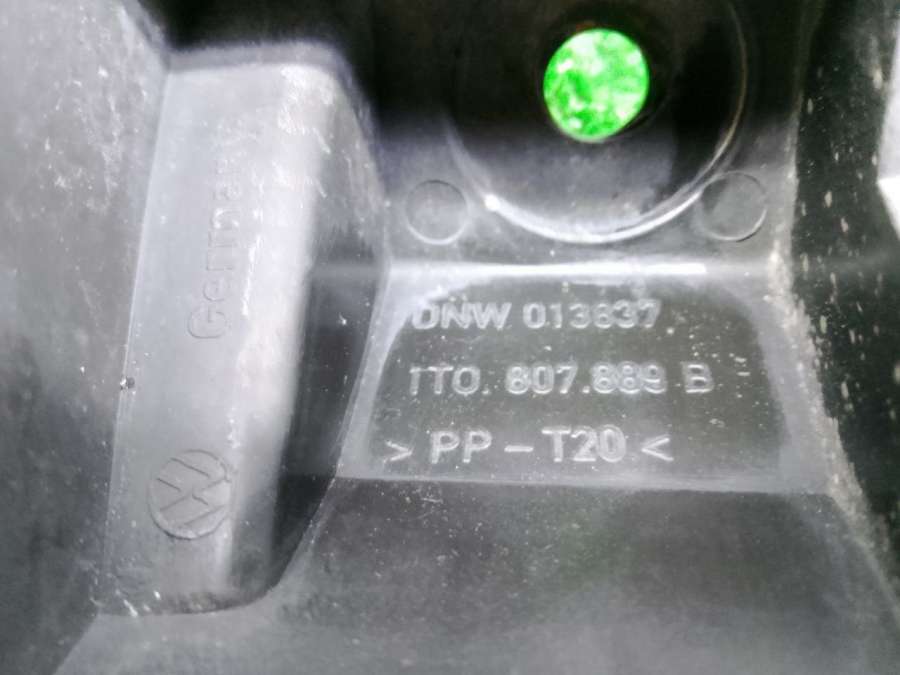 Germany
DNW 013837
1T0. 807.889 B
> PP - T20 <